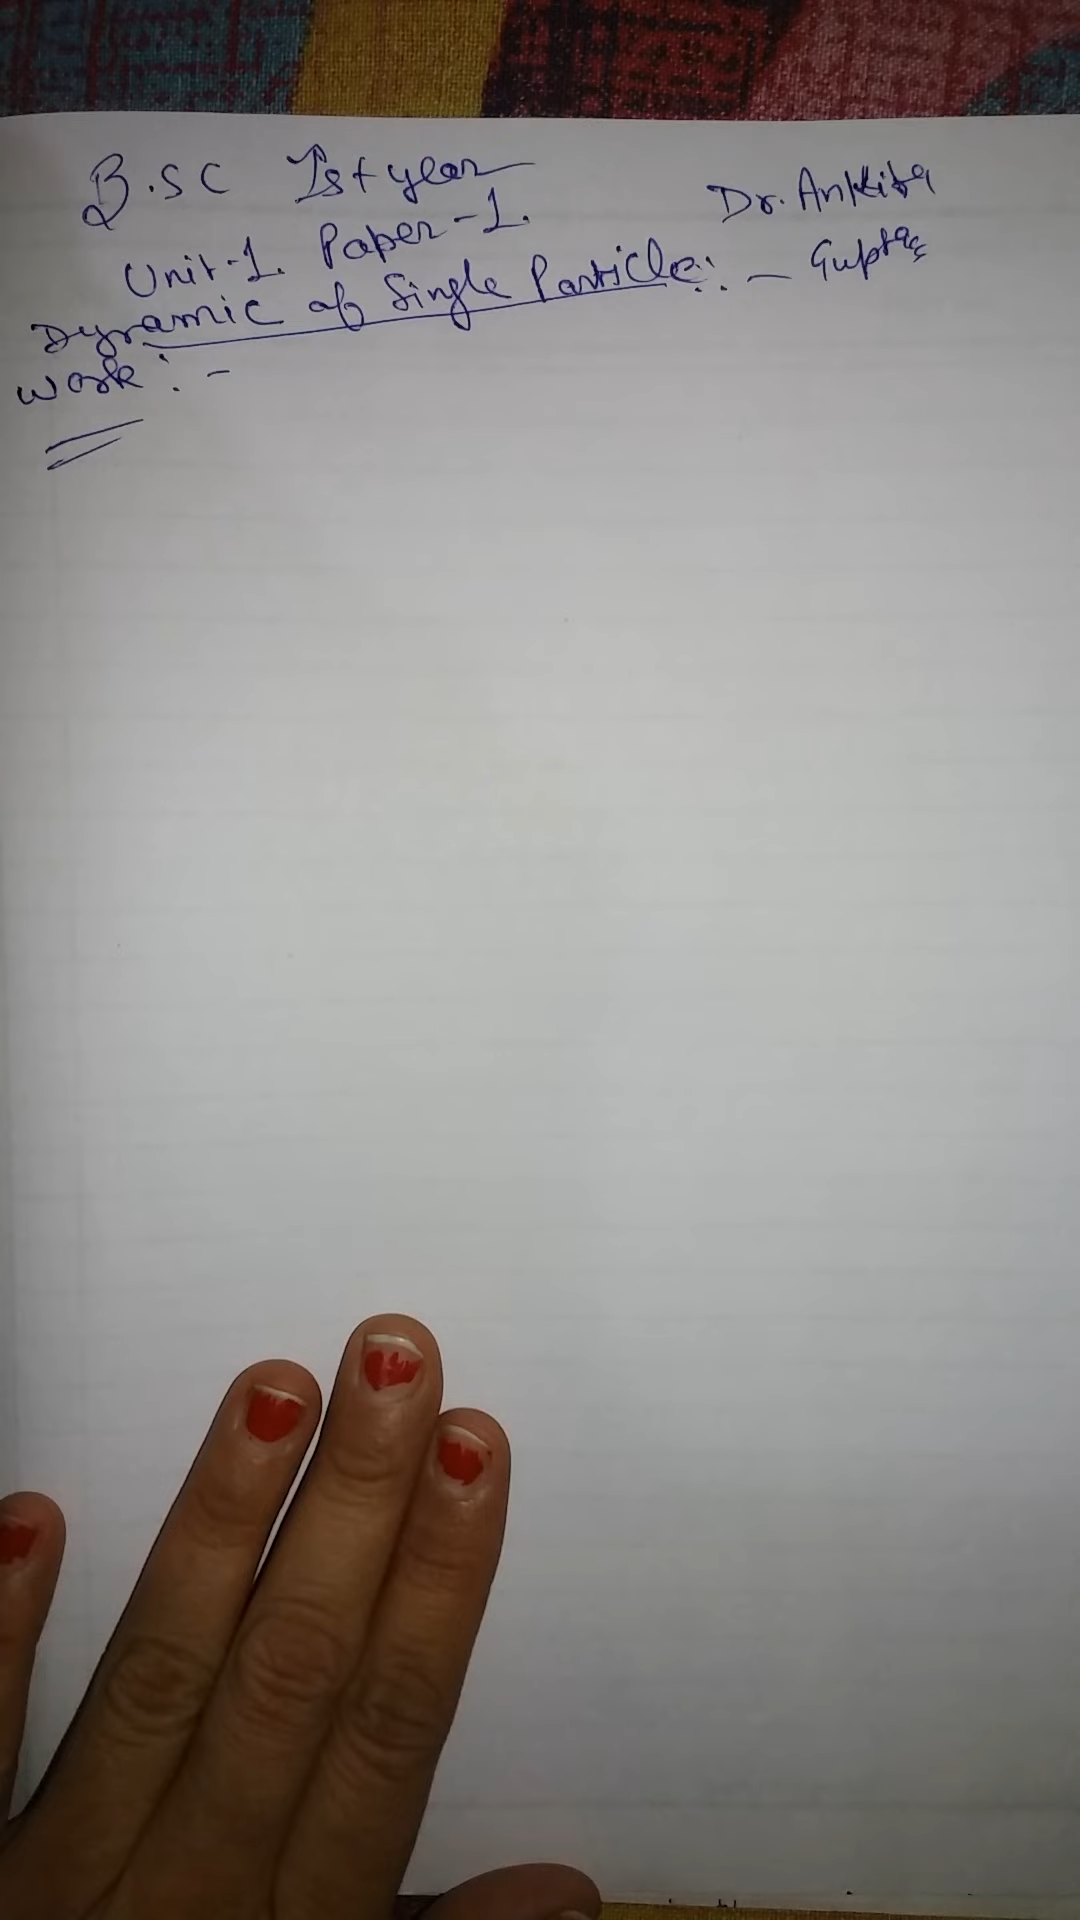 B.SC Ist year
Dr. Ankita
Unit-1. Paper-1.
Gupta
Dynamic of Single Particle:-
Work:-